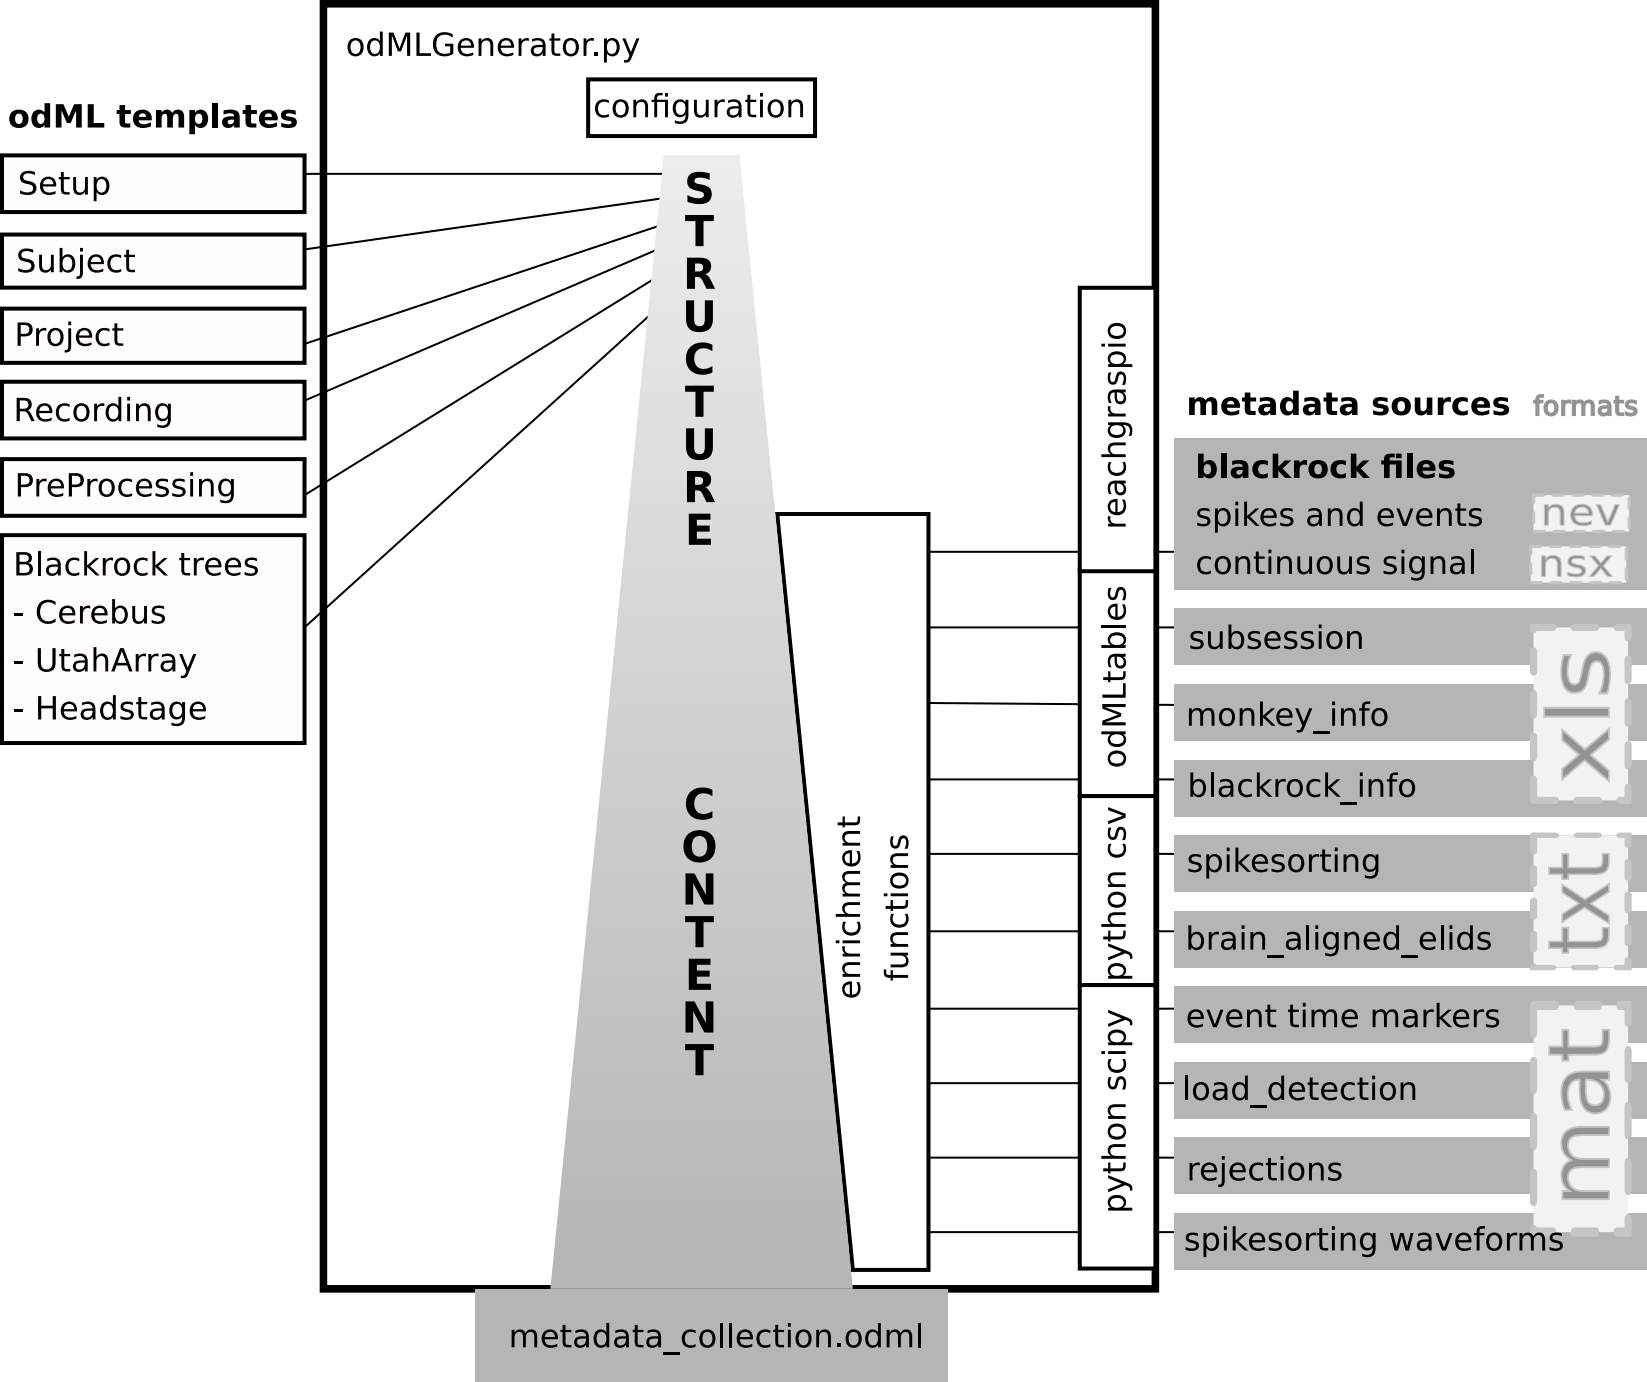 odMLGenerator.py
configuration
odML templates
Setup
Subject
Project
Recording
PreProcessing
Blackrock trees
- Cerebus
- UtahArray
- Headstage
STRUCTURE
CONTENT
enrichment
functions
reachgraspio
odMLtables
python csv
python scipy
metadata sources formats
blackrock files
spikes and events nev
continuous signal nsx
subsession
monkey_info
blackrock_info
xls
spikesorting
brain_aligned_elids
txt
event time markers
load_detection
rejections
spikesorting waveforms
mat
metadata_collection.odml